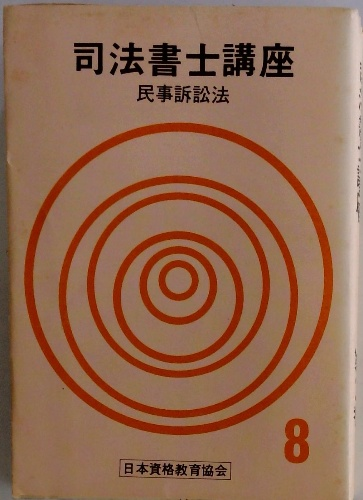 司法書士講座
民事訴訟法
8
日本資格教育協会